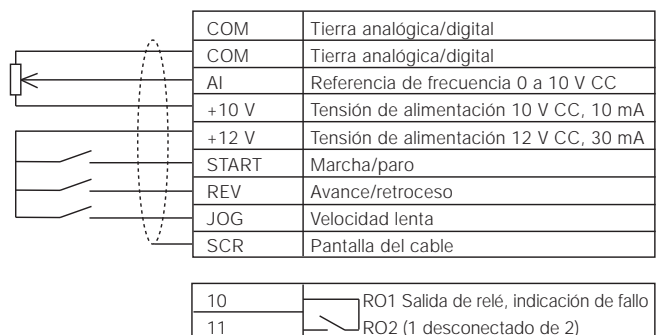 COM Tierra analógica/digital
COM Tierra analógica/digital
AI Referencia de frecuencia 0 a 10 V CC
+10 V Tensión de alimentación 10 V CC, 10 mA
+12 V Tensión de alimentación 12 V CC, 30 mA
START Marcha/paro
REV Avance/retroceso
JOG Velocidad lenta
SCR Pantalla del cable
10 RO1 Salida de relé, indicación de fallo
11 RO2 (1 desconectado de 2)